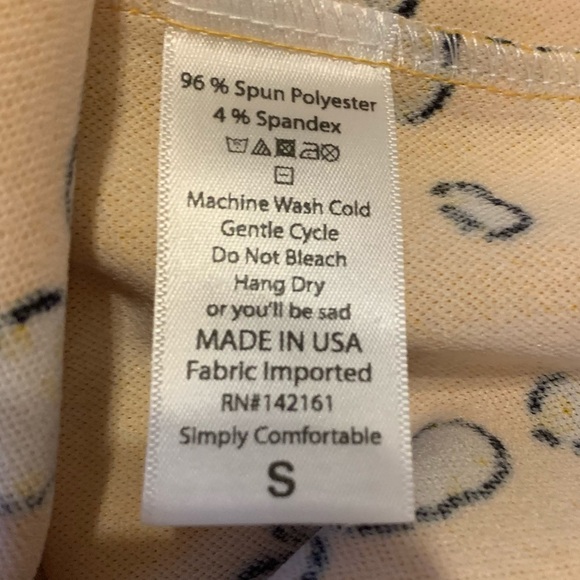 96 % Spun Polyester
4 % Spandex
Machine Wash Cold
Gentle Cycle
Do Not Bleach
Hang Dry
or you'll be sad
MADE IN USA
Fabric Imported
RN#142161
Simply Comfortable
S